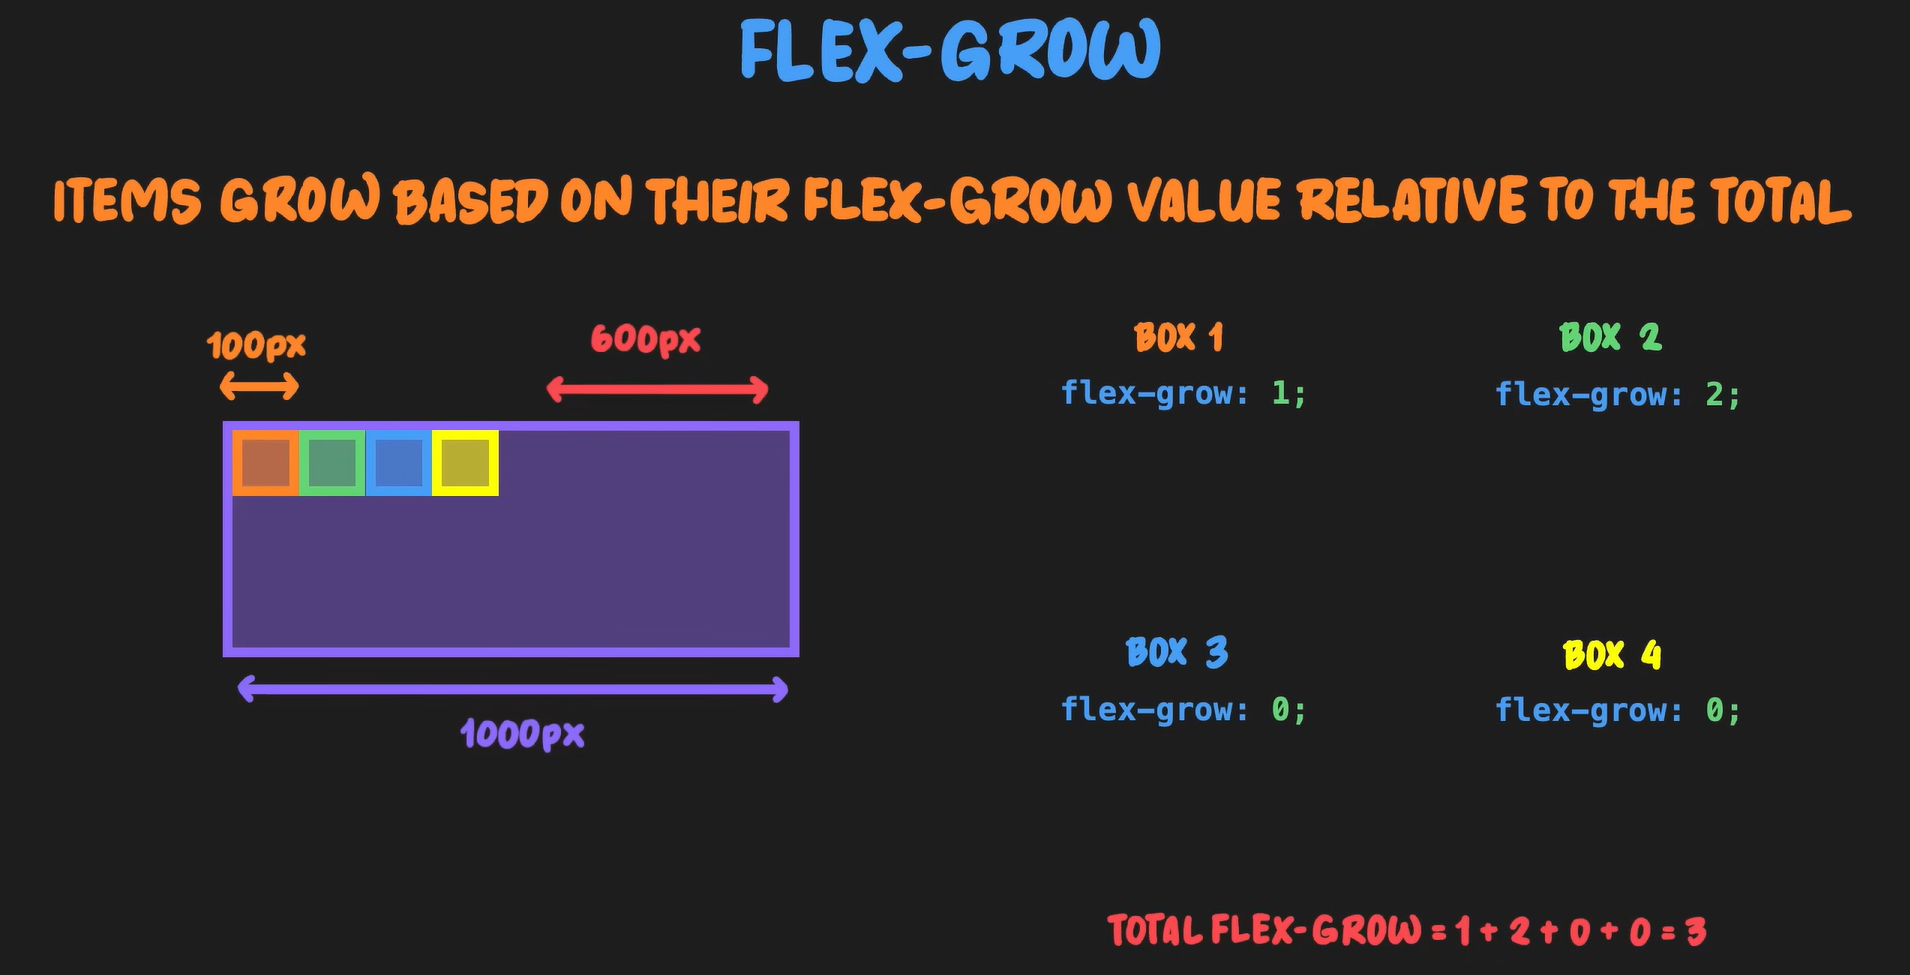 FLEX-GROW
ITEMS GROW BASED ON THEIR FLEX-GROW VALUE RELATIVE TO THE TOTAL
100px
600px
1000px
BOX 1
flex-grow: 1;
BOX 2
flex-grow: 2;
BOX 3
flex-grow: 0;
BOX 4
flex-grow: 0;
TOTAL FLEX-GROW = 1 + 2 + 0 + 0 = 3